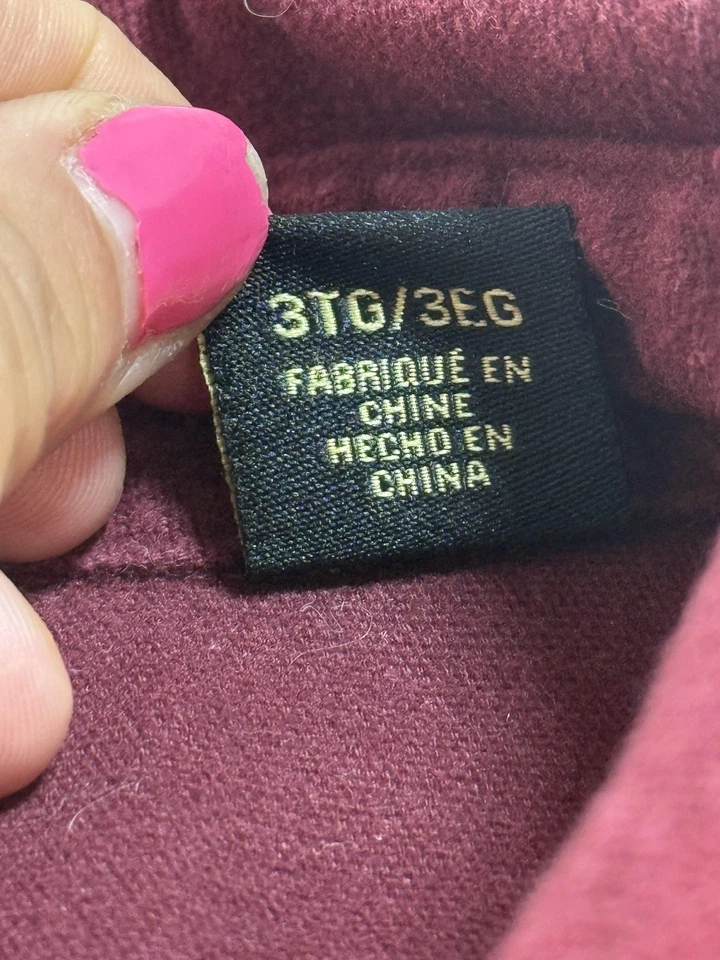 3TG/3EG
FABRIQUÉ EN
CHINE
HECHO EN
CHINA